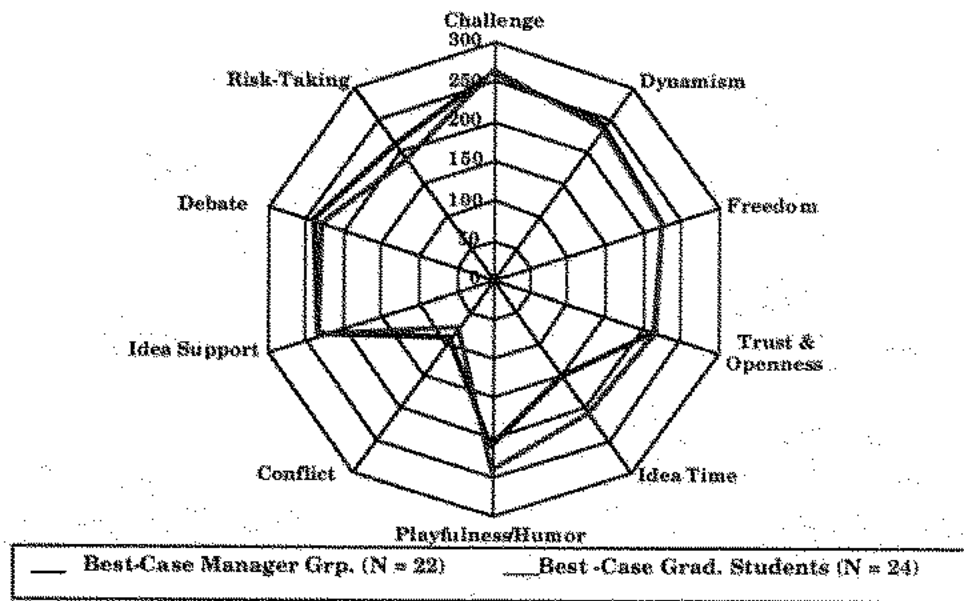 Challenge
300
Risk-Taking
250
Dynamism
200
150
Debate
100
Freedom
50
0
Idea Support
Trust &
Openness
Conflict
Idea Time
Playfulness/Humor
Best-Case Manager Grp. (N = 22)
Best -Case Grad. Students (N = 24)